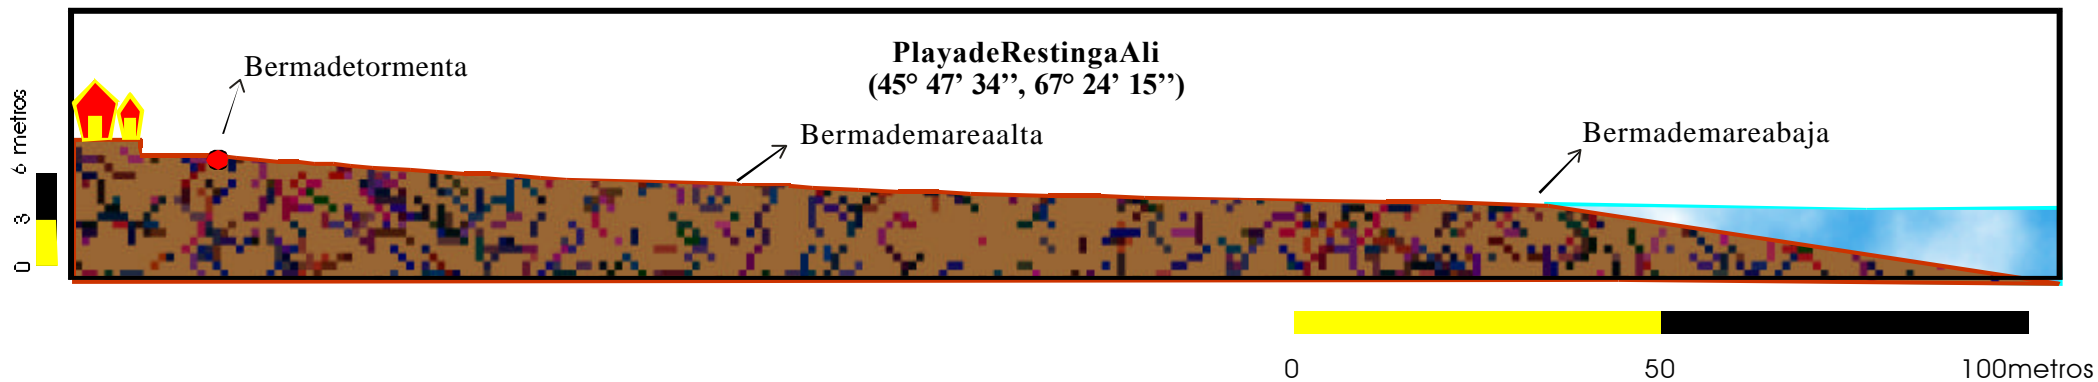 PlayadeRestingaAli
(45° 47’ 34’’, 67° 24’ 15’’)
Bermadetormenta
Bermademareaalta
Bermademareabaja
6 metros
3
0
0
50
100metros